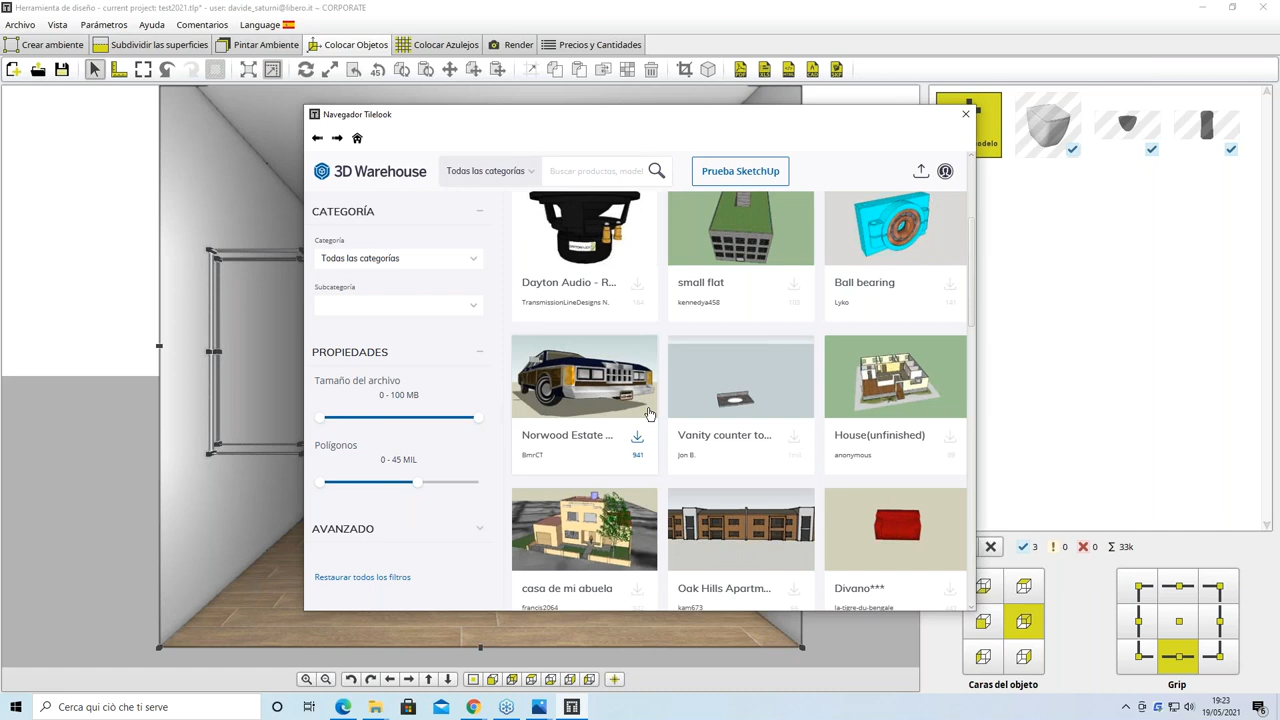 Herramienta de diseño - current project: test2021.tlp* - user: davide_saturni@libero.it -- CORPORATE
Archivo Vista Parámetros Ayuda Comentarios Language
Crear ambiente Subdividir las superficies Pintar Ambiente Colocar Objetos Colocar Azulejos Render Precios y Cantidades
Navegador Tilelook
3D Warehouse Todas las categorías Buscar productos, model Prueba SketchUp
CATEGORÍA
Categoría
Todas las categorías
Subcategoría
PROPIEDADES
Tamaño del archivo
0 - 100 MB
Polígonos
0 - 45 MIL
AVANZADO
Restaurar todos los filtros
Dayton Audio - R... small flat Ball bearing
TransmissionLineDesigns N. kennedya458 Lyko
Norwood Estate ... Vanity counter to... House(unfinished)
BmrCT 941 Jon B. anonymous
casa de mi abuela Oak Hills Apartm... Divano***
francis2064 kam673 la-tigre-du-bengale
3 0 0 Σ 33k
Caras del objeto Grip
Cerca qui ciò che ti serve
19:23
19/05/2021